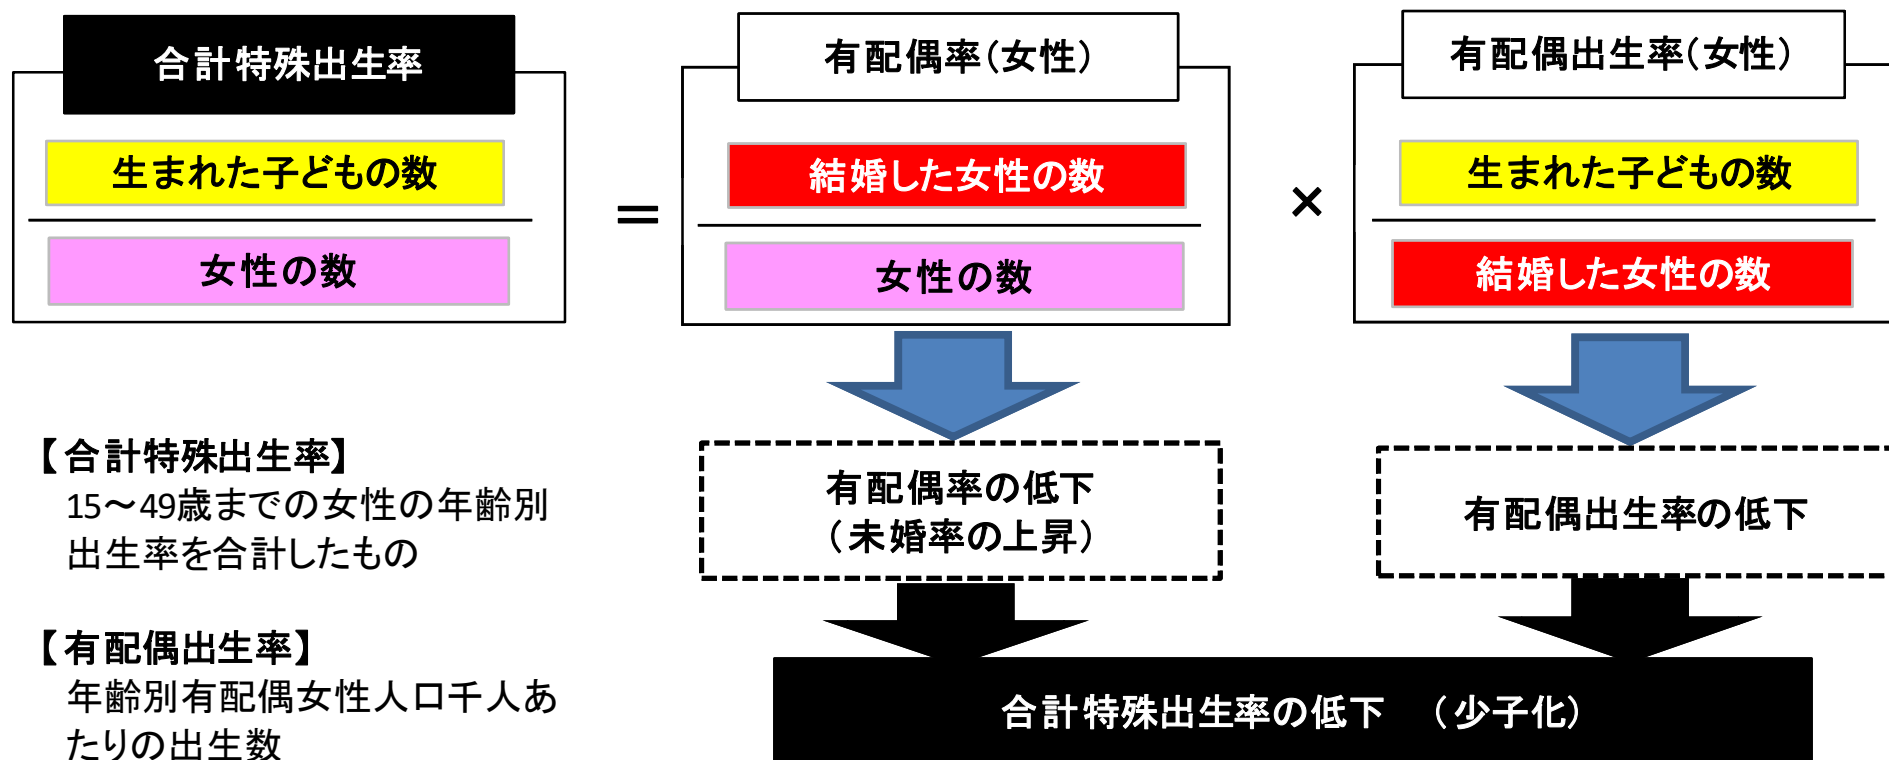 合計特殊出生率
生まれた子どもの数
女性の数
＝
有配偶率（女性）
結婚した女性の数
女性の数
×
有配偶出生率（女性）
生まれた子どもの数
結婚した女性の数
【合計特殊出生率】
15～49歳までの女性の年齢別
出生率を合計したもの
【有配偶出生率】
年齢別有配偶女性人口千人あ
たりの出生数
有配偶率の低下
（未婚率の上昇）
有配偶出生率の低下
合計特殊出生率の低下　（少子化）